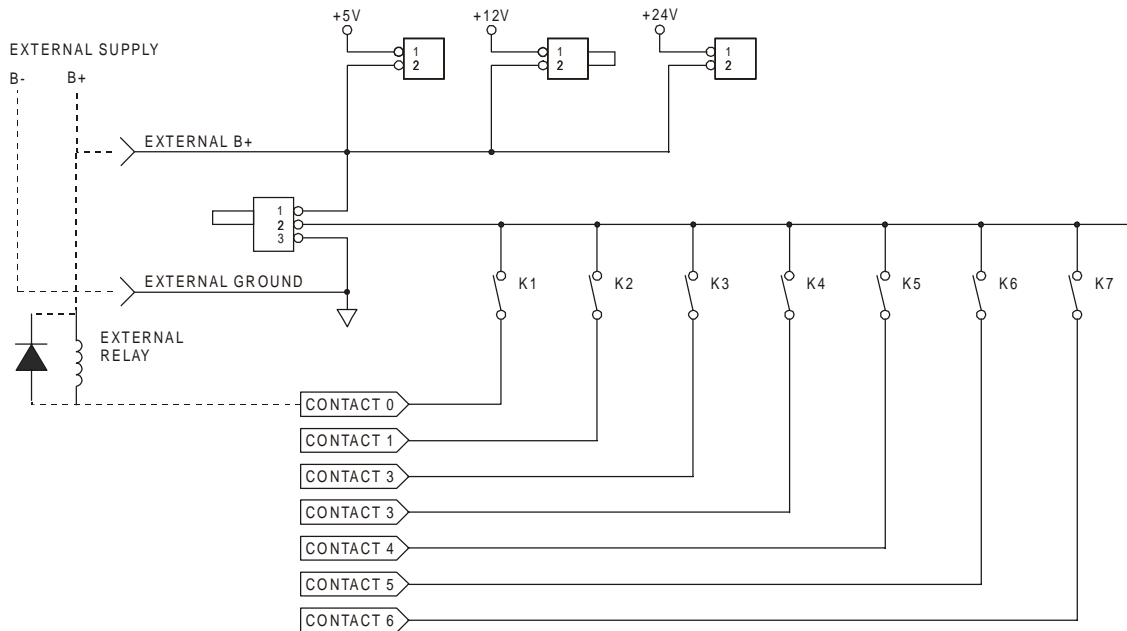 +5V
+12V
+24V
EXTERNAL SUPPLY
B-
B+
1
2
1
2
1
2
EXTERNAL B+
1
2
3
EXTERNAL GROUND
K1
K2
K3
K4
K5
K6
K7
EXTERNAL
RELAY
CONTACT 0
CONTACT 1
CONTACT 3
CONTACT 3
CONTACT 4
CONTACT 5
CONTACT 6